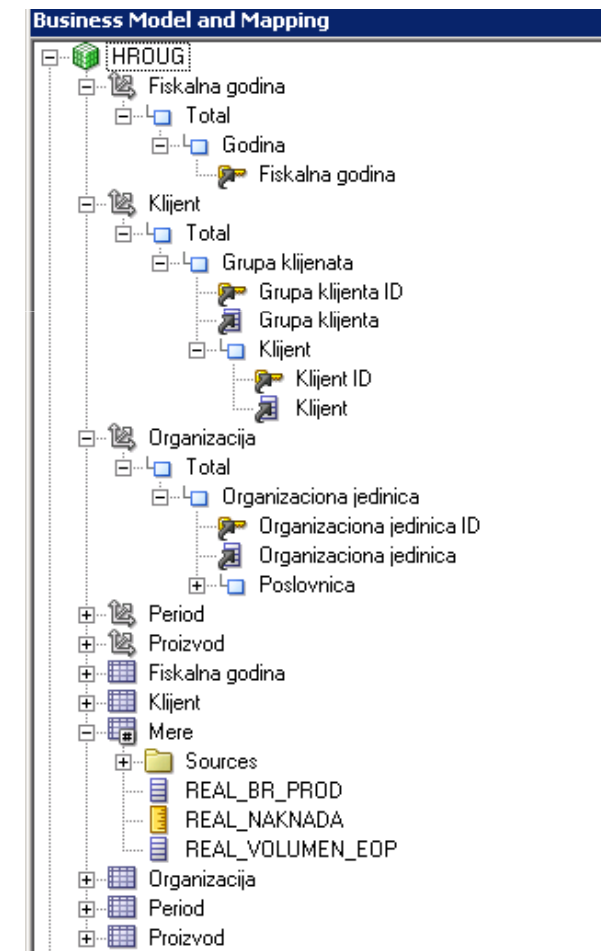 Business Model and Mapping
HROUG
Fiskalna godina
Total
Godina
Fiskalna godina
Klijent
Total
Grupa klijenata
Grupa klijenta ID
Grupa klijenta
Klijent
Klijent ID
Klijent
Organizacija
Total
Organizaciona jedinica
Organizaciona jedinica ID
Organizaciona jedinica
Poslovnica
Period
Proizvod
Fiskalna godina
Klijent
Mere
Sources
REAL_BR_PROD
REAL_NAKNADA
REAL_VOLUMEN_EOP
Organizacija
Period
Proizvod